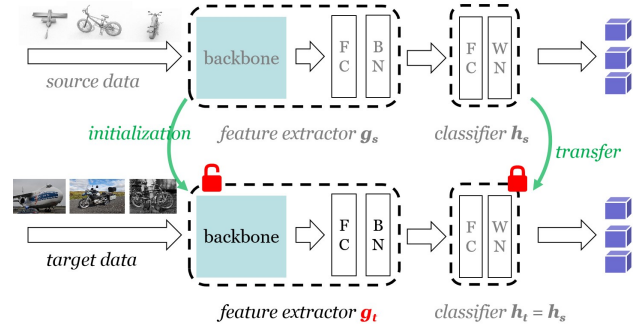 backbone
F
C
B
N
F
C
W
N
source data
initialization
feature extractor gₛ
classifier hₛ
transfer
backbone
F
C
B
N
F
C
W
N
target data
feature extractor gₜ
classifier hₜ = hₛ